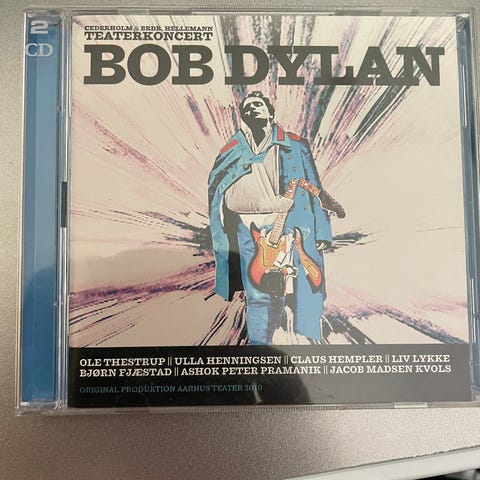 2
CD
CEDERHOLM & BRDR. HELLEMANN
TEATERKONCERT
BOB DYLAN
OLE THESTRUP || ULLA HENNINGSEN || CLAUS HEMPLER || LIV LYKKE
BJØRN FJÆSTAD || ASHOK PETER PRAMANIK || JACOB MADSEN KVOLS
ORIGINAL PRODUKTION AARHUS TEATER 2010